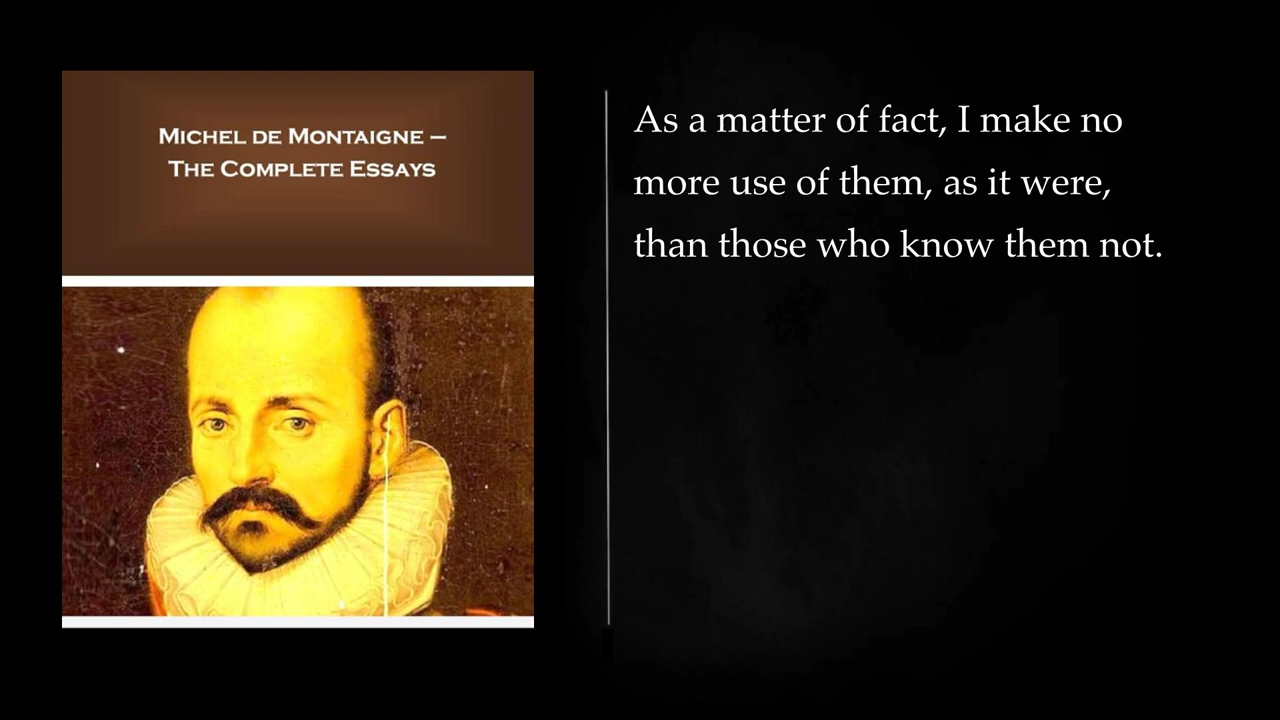 MICHEL DE MONTAIGNE –
THE COMPLETE ESSAYS
As a matter of fact, I make no
more use of them, as it were,
than those who know them not.